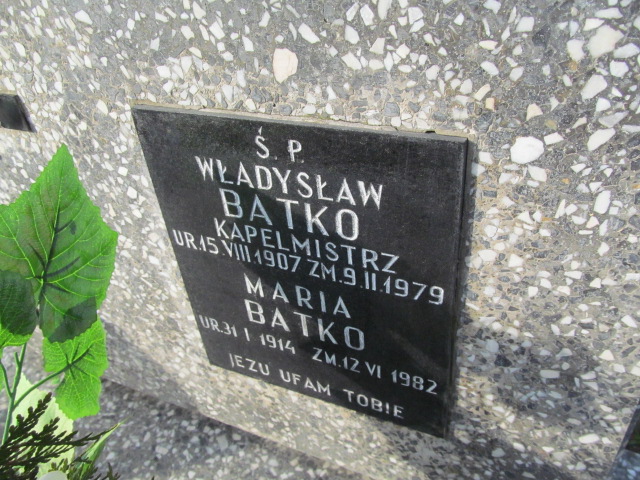 Ś. P.
WŁADYSŁAW
BATKO
KAPELMISTRZ
UR.15.VIII.1907 ZM.9.II.1979
MARIA
BATKO
UR.31 I 1914 ZM.12 VI 1982
JEZU UFAM TOBIE